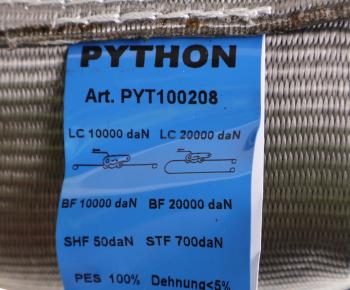 PYTHON
Art. PYT100208
LC 10000 daN LC 20000 daN
BF 10000 daN BF 20000 daN
SHF 50daN STF 700daN
PES 100% Dehnung<5%